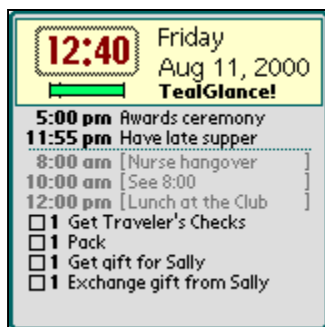 12:40
Friday
Aug 11, 2000
TealGlance!
5:00 pm Awards ceremony
11:55 pm Have late supper
8:00 am [Nurse hangover ]
10:00 am [See 8:00 ]
12:00 pm [Lunch at the Club ]
1 Get Traveler's Checks
1 Pack
1 Get gift for Sally
1 Exchange gift from Sally